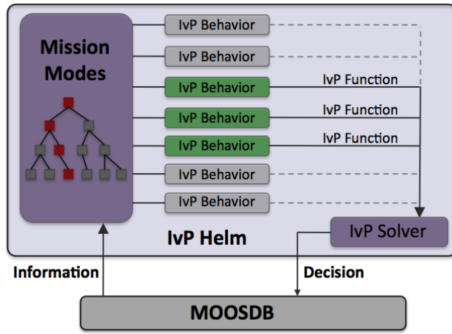 Mission
Modes
IvP Behavior
IvP Behavior
IvP Behavior
IvP Function
IvP Behavior
IvP Function
IvP Behavior
IvP Function
IvP Behavior
IvP Behavior
IvP Helm
IvP Solver
Information
Decision
MOOSDB